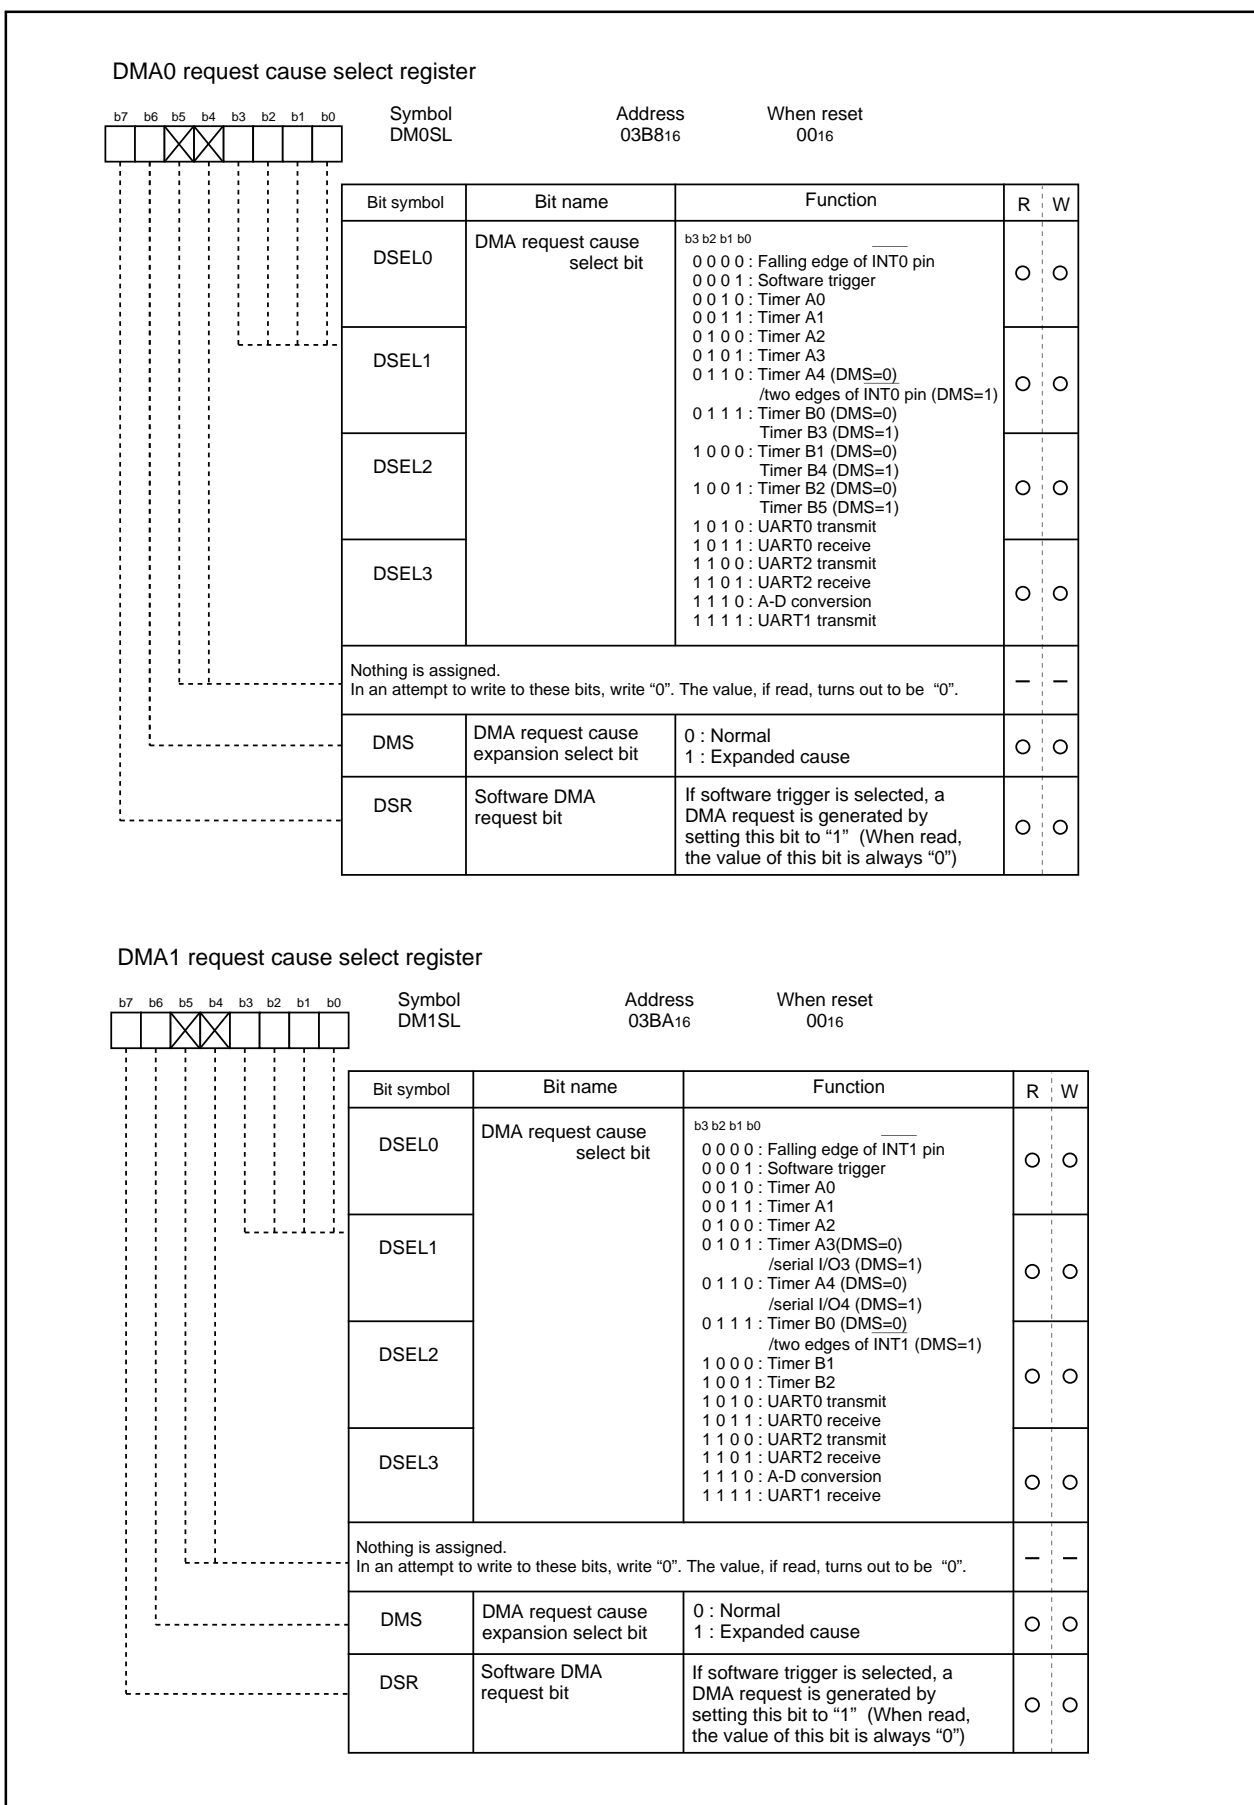 DMA0 request cause select register
b7 b6 b5 b4 b3 b2 b1 b0
Symbol Address When reset
DM0SL 03B816 0016
Bit symbol Bit name Function R W
DSEL0
DMA request cause
select bit
b3 b2 b1 b0
0 0 0 0 : Falling edge of INT0 pin
0 0 0 1 : Software trigger
0 0 1 0 : Timer A0
0 0 1 1 : Timer A1
0 1 0 0 : Timer A2
0 1 0 1 : Timer A3
0 1 1 0 : Timer A4 (DMS=0)
/two edges of INT0 pin (DMS=1)
0 1 1 1 : Timer B0 (DMS=0)
Timer B3 (DMS=1)
1 0 0 0 : Timer B1 (DMS=0)
Timer B4 (DMS=1)
1 0 0 1 : Timer B2 (DMS=0)
Timer B5 (DMS=1)
1 0 1 0 : UART0 transmit
1 0 1 1 : UART0 receive
1 1 0 0 : UART2 transmit
1 1 0 1 : UART2 receive
1 1 1 0 : A-D conversion
1 1 1 1 : UART1 transmit
DSEL1
DSEL2
DSEL3
Nothing is assigned.
In an attempt to write to these bits, write “0”. The value, if read, turns out to be “0”.
– –
DMS
DMA request cause
expansion select bit
0 : Normal
1 : Expanded cause
DSR
Software DMA
request bit
If software trigger is selected, a
DMA request is generated by
setting this bit to “1” (When read,
the value of this bit is always “0”)
DMA1 request cause select register
b7 b6 b5 b4 b3 b2 b1 b0
Symbol Address When reset
DM1SL 03BA16 0016
Bit symbol Bit name Function R W
DSEL0
DMA request cause
select bit
b3 b2 b1 b0
0 0 0 0 : Falling edge of INT1 pin
0 0 0 1 : Software trigger
0 0 1 0 : Timer A0
0 0 1 1 : Timer A1
0 1 0 0 : Timer A2
0 1 0 1 : Timer A3(DMS=0)
/serial I/O3 (DMS=1)
0 1 1 0 : Timer A4 (DMS=0)
/serial I/O4 (DMS=1)
0 1 1 1 : Timer B0 (DMS=0)
/two edges of INT1 (DMS=1)
1 0 0 0 : Timer B1
1 0 0 1 : Timer B2
1 0 1 0 : UART0 transmit
1 0 1 1 : UART0 receive
1 1 0 0 : UART2 transmit
1 1 0 1 : UART2 receive
1 1 1 0 : A-D conversion
1 1 1 1 : UART1 receive
DSEL1
DSEL2
DSEL3
Nothing is assigned.
In an attempt to write to these bits, write “0”. The value, if read, turns out to be “0”.
– –
DMS
DMA request cause
expansion select bit
0 : Normal
1 : Expanded cause
DSR
Software DMA
request bit
If software trigger is selected, a
DMA request is generated by
setting this bit to “1” (When read,
the value of this bit is always “0”)